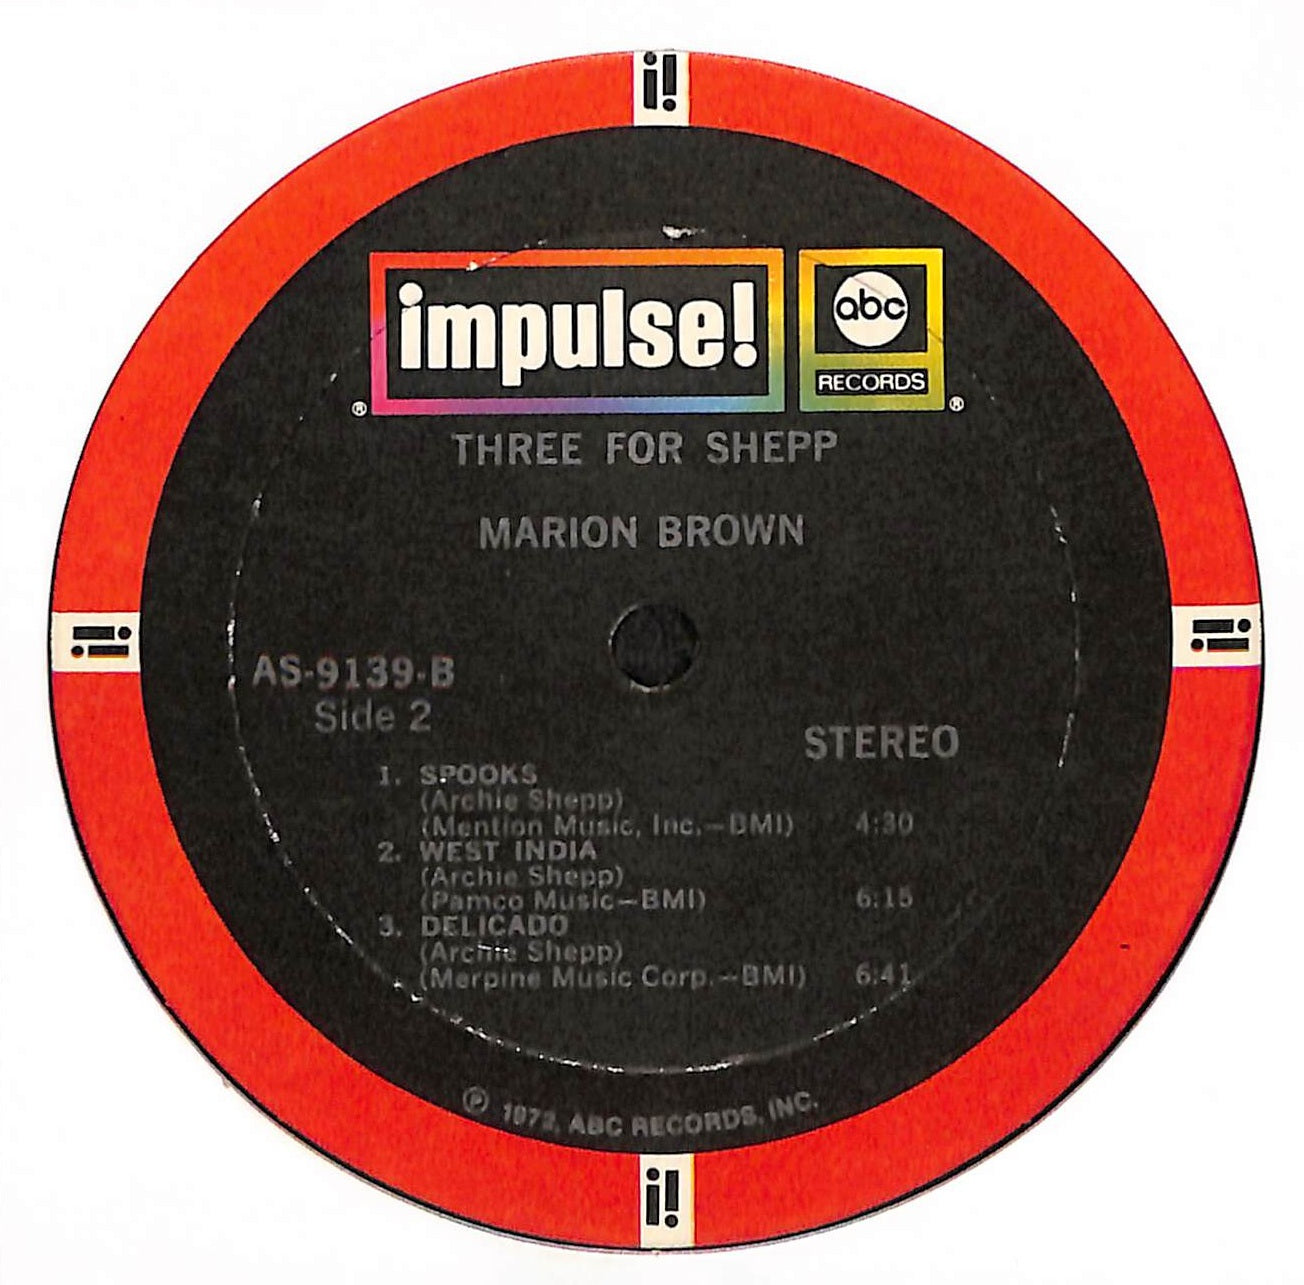 i!
impulse!
abc
RECORDS
® ®
THREE FOR SHEPP
MARION BROWN
AS-9139-B
Side 2
STEREO
1. SPOOKS
(Archie Shepp)
(Mention Music, Inc.—BMI) 4:30
2. WEST INDIA
(Archie Shepp)
(Pamco Music—BMI) 6:15
3. DELICADO
(Archie Shepp)
(Merpine Music Corp.—BMI) 6:41
℗ ABC RECORDS, INC.
i!
i!
i!